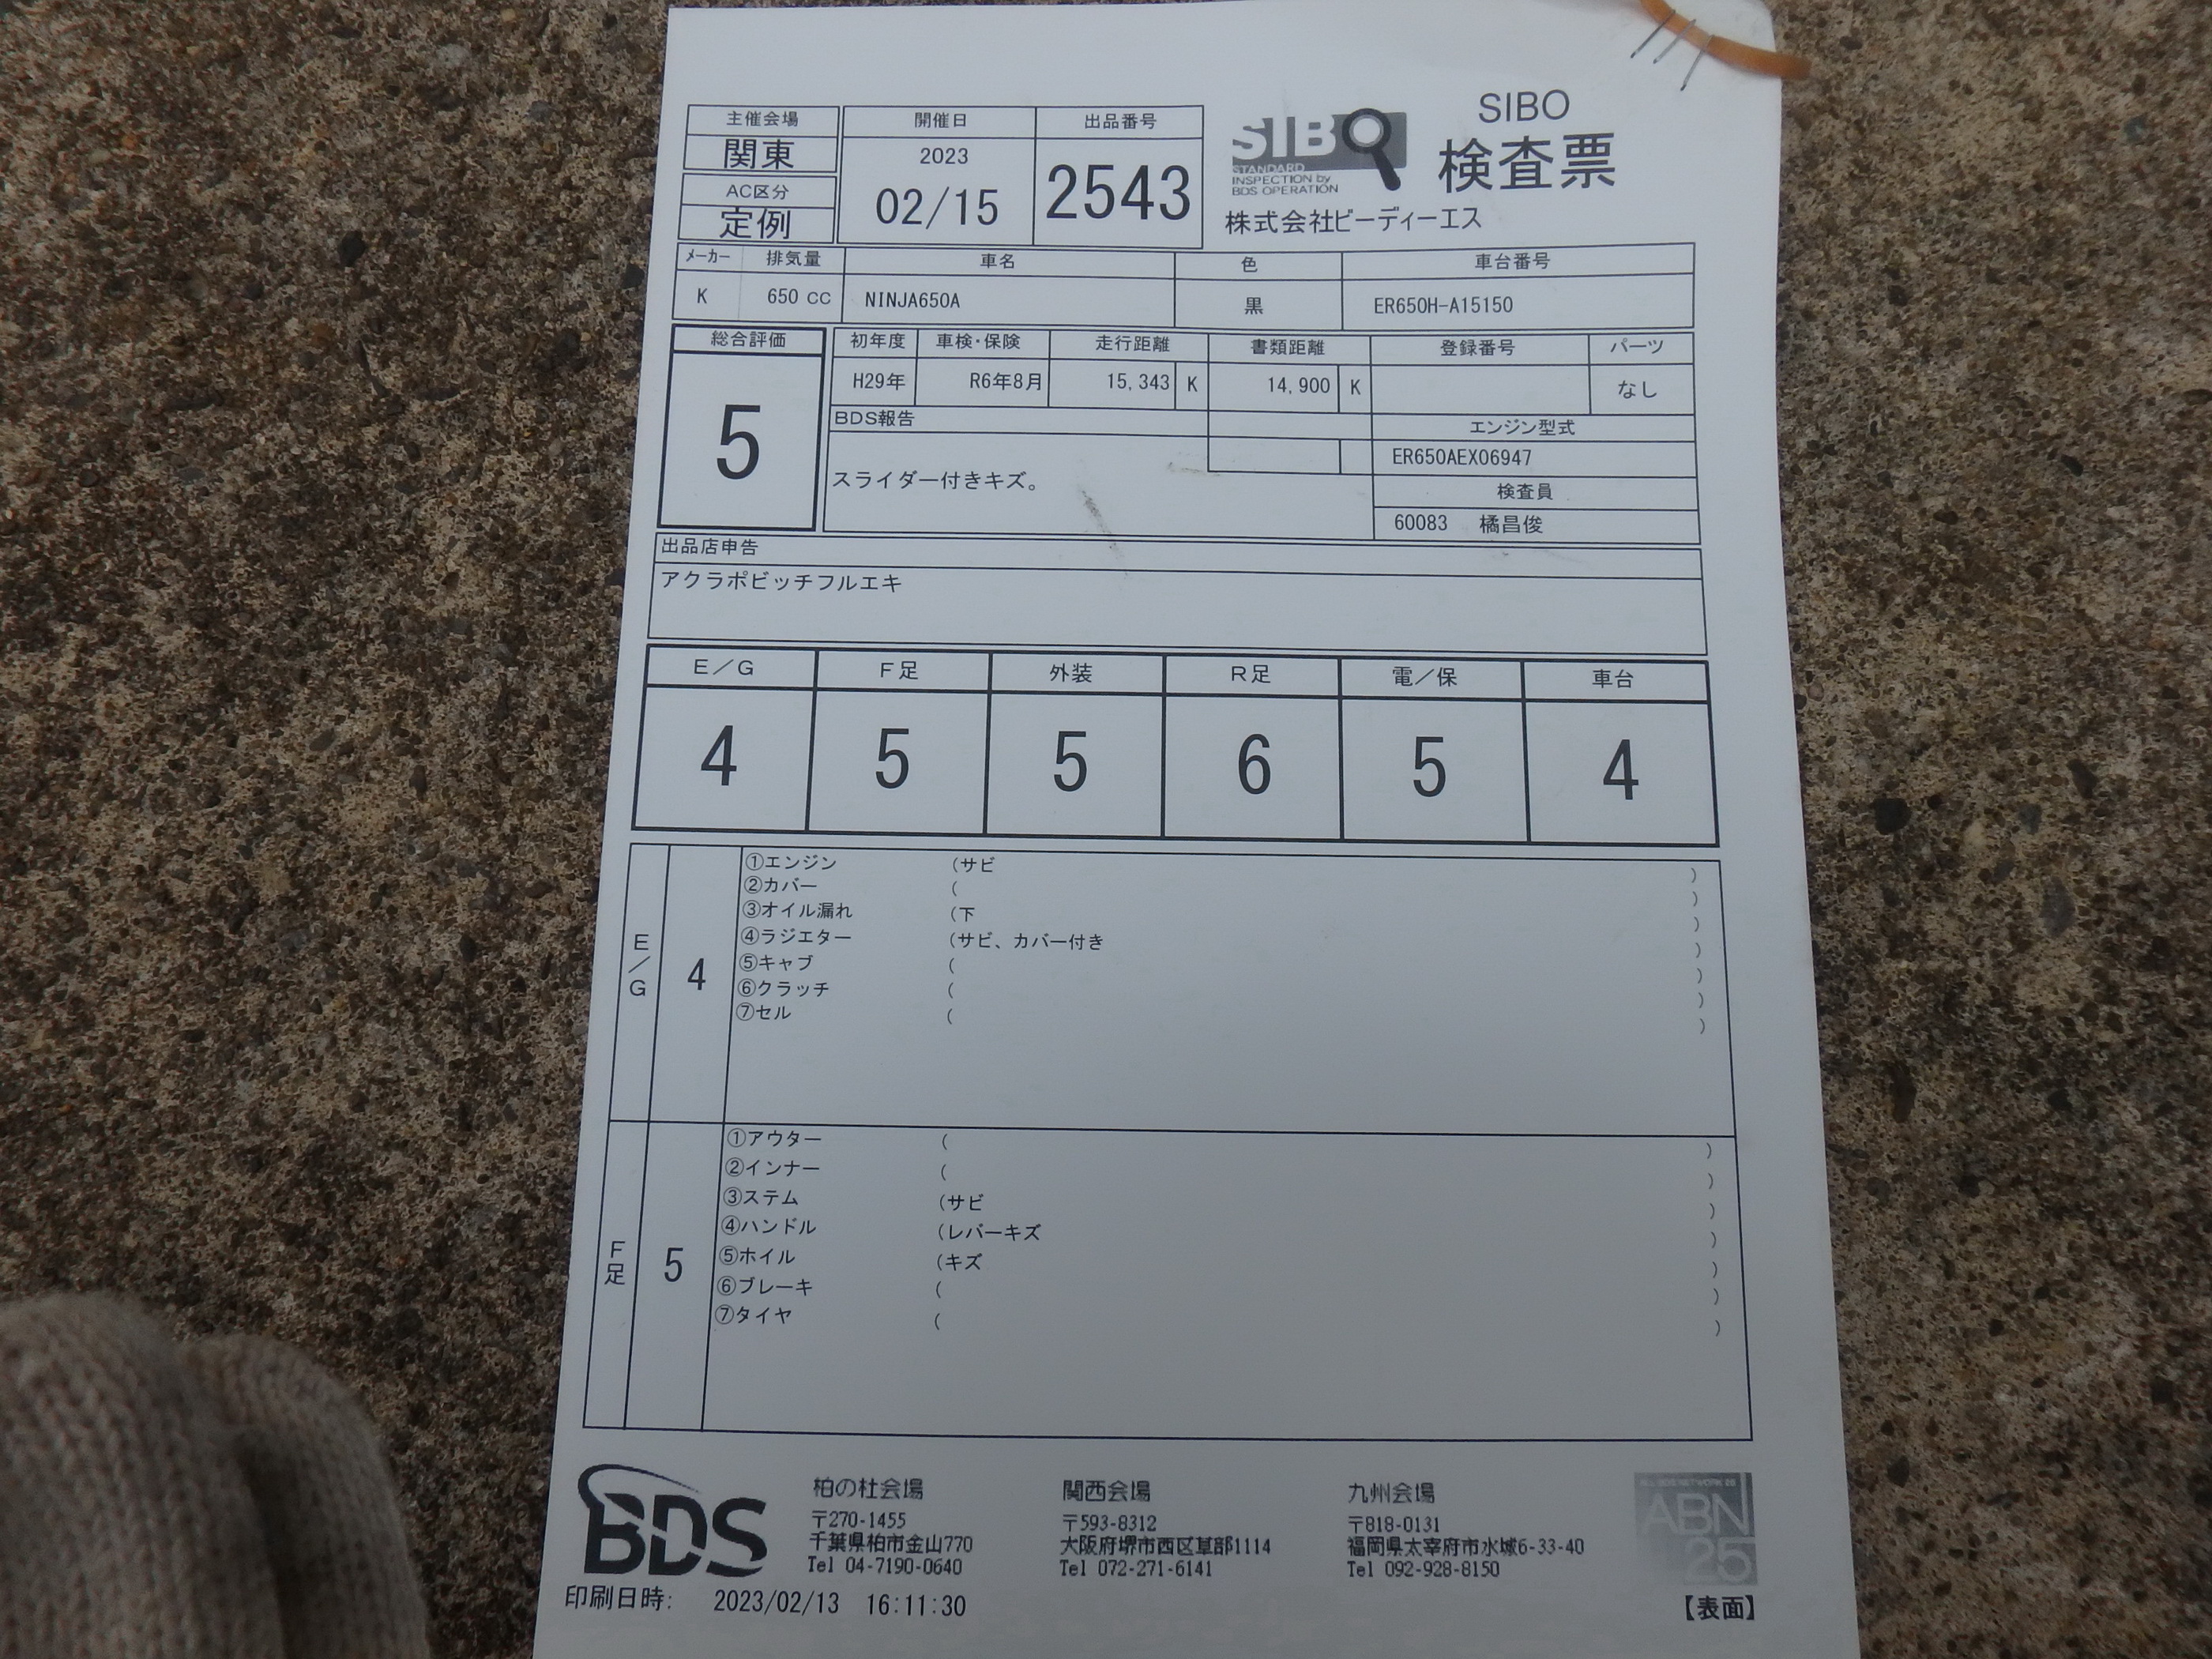 主催会場
関東
AC区分
定例
開催日
2023
02/15
出品番号
2543
SIBO
STANDARD
INSPECTION by
BDS OPERATION
SIBO
検査票
株式会社ビーディーエス
メーカー 排気量 車名 色 車台番号
K 650 CC NINJA650A 黒 ER650H-A15150
総合評価
5
初年度 車検・保険 走行距離 書類距離 登録番号 パーツ
H29年 R6年8月 15,343 K 14,900 K なし
BDS報告
スライダー付きキズ。
エンジン型式
ER650AEX06947
検査員
60083 橘昌俊
出品店申告
アクラポビッチフルエキ
E/G F足 外装 R足 電/保 車台
4 5 5 6 5 4
E/G
4
①エンジン (サビ )
②カバー ( )
③オイル漏れ (下 )
④ラジエター (サビ、カバー付き )
⑤キャブ ( )
⑥クラッチ ( )
⑦セル ( )
F足
5
①アウター ( )
②インナー ( )
③ステム (サビ )
④ハンドル (レバーキズ )
⑤ホイル (キズ )
⑥ブレーキ ( )
⑦タイヤ ( )
BDS
柏の杜会場
〒270-1455
千葉県柏市金山770
Tel 04-7190-0640
関西会場
〒593-8312
大阪府堺市西区草部1114
Tel 072-271-6141
九州会場
〒818-0131
福岡県太宰府市水城6-33-40
Tel 092-928-8150
ABN
25
印刷日時: 2023/02/13 16:11:30
【表面】